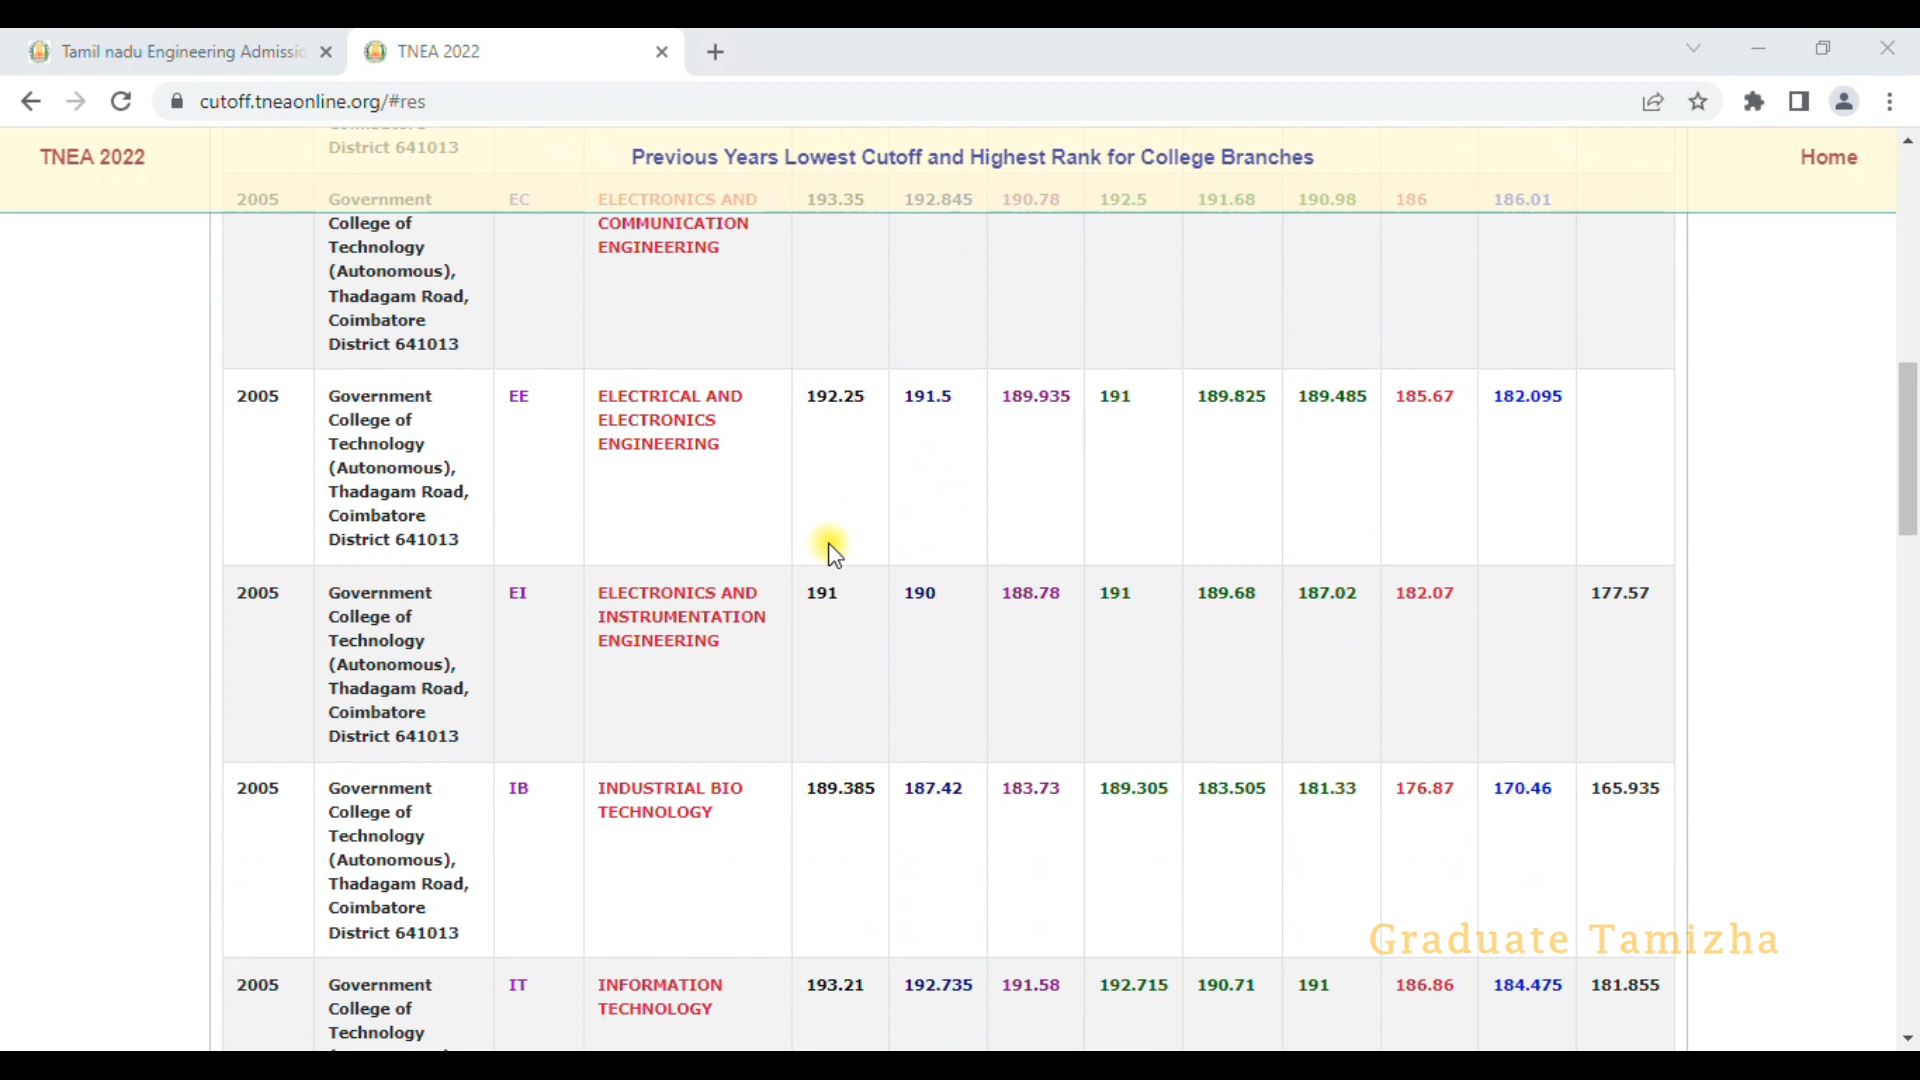 Tamil nadu Engineering Admissio
TNEA 2022
cutoff.tneaonline.org/#res
TNEA 2022
Previous Years Lowest Cutoff and Highest Rank for College Branches
Home
District 641013
2005 Government EC ELECTRONICS AND 193.35 192.845 190.78 192.5 191.68 190.98 186 186.01
College of COMMUNICATION
Technology ENGINEERING
(Autonomous),
Thadagam Road,
Coimbatore
District 641013
2005 Government EE ELECTRICAL AND 192.25 191.5 189.935 191 189.825 189.485 185.67 182.095
College of ELECTRONICS
Technology ENGINEERING
(Autonomous),
Thadagam Road,
Coimbatore
District 641013
2005 Government EI ELECTRONICS AND 191 190 188.78 191 189.68 187.02 182.07 177.57
College of INSTRUMENTATION
Technology ENGINEERING
(Autonomous),
Thadagam Road,
Coimbatore
District 641013
2005 Government IB INDUSTRIAL BIO 189.385 187.42 183.73 189.305 183.505 181.33 176.87 170.46 165.935
College of TECHNOLOGY
Technology
(Autonomous),
Thadagam Road,
Coimbatore
District 641013
Graduate Tamizha
2005 Government IT INFORMATION 193.21 192.735 191.58 192.715 190.71 191 186.86 184.475 181.855
College of TECHNOLOGY
Technology